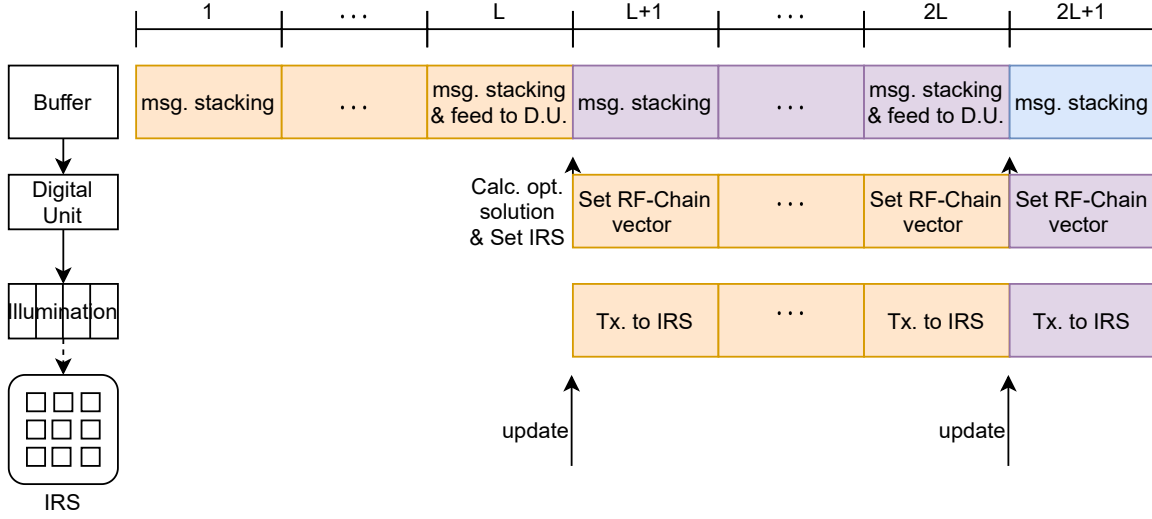 1
...
L
L+1
...
2L
2L+1
Buffer
msg. stacking
...
msg. stacking
& feed to D.U.
msg. stacking
...
msg. stacking
& feed to D.U.
msg. stacking
Digital
Unit
Calc. opt.
solution
& Set IRS
Set RF-Chain
vector
...
Set RF-Chain
vector
Set RF-Chain
vector
Illumination
Tx. to IRS
...
Tx. to IRS
Tx. to IRS
update
update
IRS